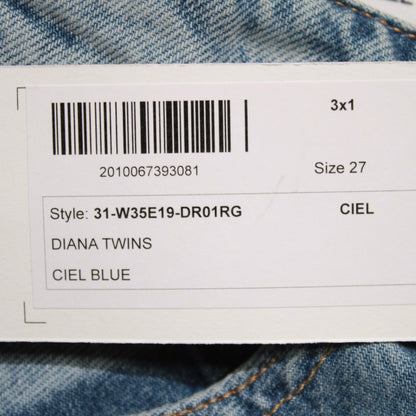 3x1
2010067393081
Size 27
Style: 31-W35E19-DR01RG
CIEL
DIANA TWINS
CIEL BLUE